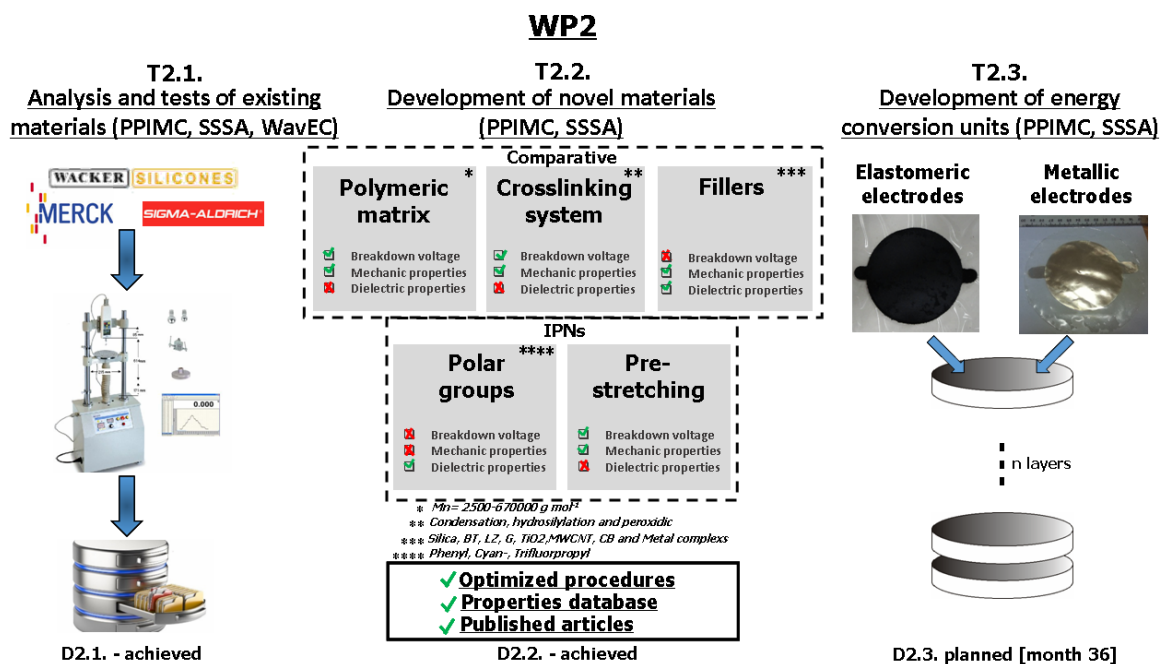 WP2
T2.1.
Analysis and tests of existing
materials (PPIMC, SSSA, WavEC)
WACKER SILICONES
MERCK
SIGMA-ALDRICH®
0.000
D2.1. - achieved
T2.2.
Development of novel materials
(PPIMC, SSSA)
Comparative
Polymeric *
matrix
Breakdown voltage
Mechanic properties
Dielectric properties
Crosslinking **
system
Breakdown voltage
Mechanic properties
Dielectric properties
Fillers ***
Breakdown voltage
Mechanic properties
Dielectric properties
IPNs
Polar ****
groups
Breakdown voltage
Mechanic properties
Dielectric properties
Pre-
stretching
Breakdown voltage
Mechanic properties
Dielectric properties
* Mn= 2500-670000 g mol-1
** Condensation, hydrosilylation and peroxidic
*** Silica, BT, LZ, G, TiO2,MWCNT, CB and Metal complexs
**** Phenyl, Cyan-, Trifluorpropyl
Optimized procedures
Properties database
Published articles
D2.2. - achieved
T2.3.
Development of energy
conversion units (PPIMC, SSSA)
Elastomeric
electrodes
Metallic
electrodes
n layers
D2.3. planned [month 36]